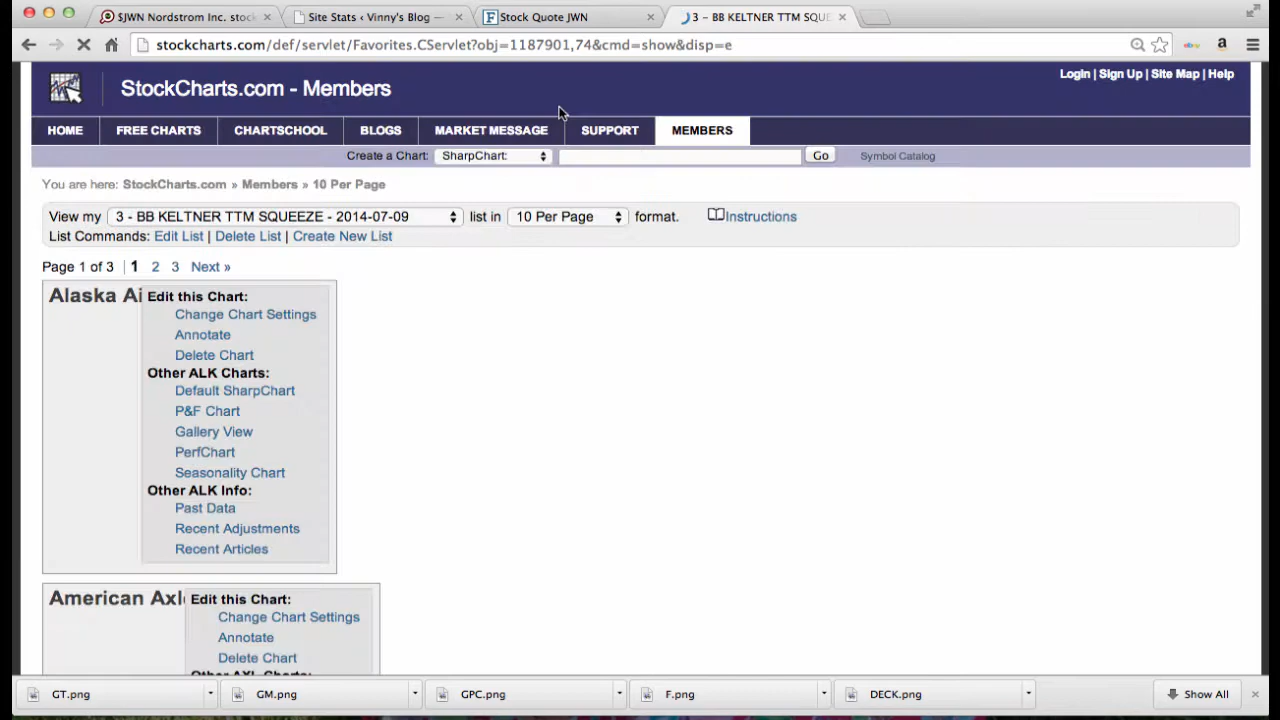 $JWN Nordstrom Inc. stoc
Site Stats ‹ Vinny's Blog —
Stock Quote JWN
3 – BB KELTNER TTM SQUE
stockcharts.com/def/servlet/Favorites.CServlet?obj=1187901,74&cmd=show&disp=e
StockCharts.com - Members
Login | Sign Up | Site Map | Help
HOME FREE CHARTS CHARTSCHOOL BLOGS MARKET MESSAGE SUPPORT MEMBERS
Create a Chart: SharpChart: Go Symbol Catalog
You are here: StockCharts.com » Members » 10 Per Page
View my 3 - BB KELTNER TTM SQUEEZE - 2014-07-09 list in 10 Per Page format. Instructions
List Commands: Edit List | Delete List | Create New List
Page 1 of 3 | 1 2 3 Next »
Alaska Ai
Edit this Chart:
Change Chart Settings
Annotate
Delete Chart
Other ALK Charts:
Default SharpChart
P&F Chart
Gallery View
PerfChart
Seasonality Chart
Other ALK Info:
Past Data
Recent Adjustments
Recent Articles
American Axl
Edit this Chart:
Change Chart Settings
Annotate
Delete Chart
Other AXL Charts:
GT.png GM.png GPC.png F.png DECK.png Show All